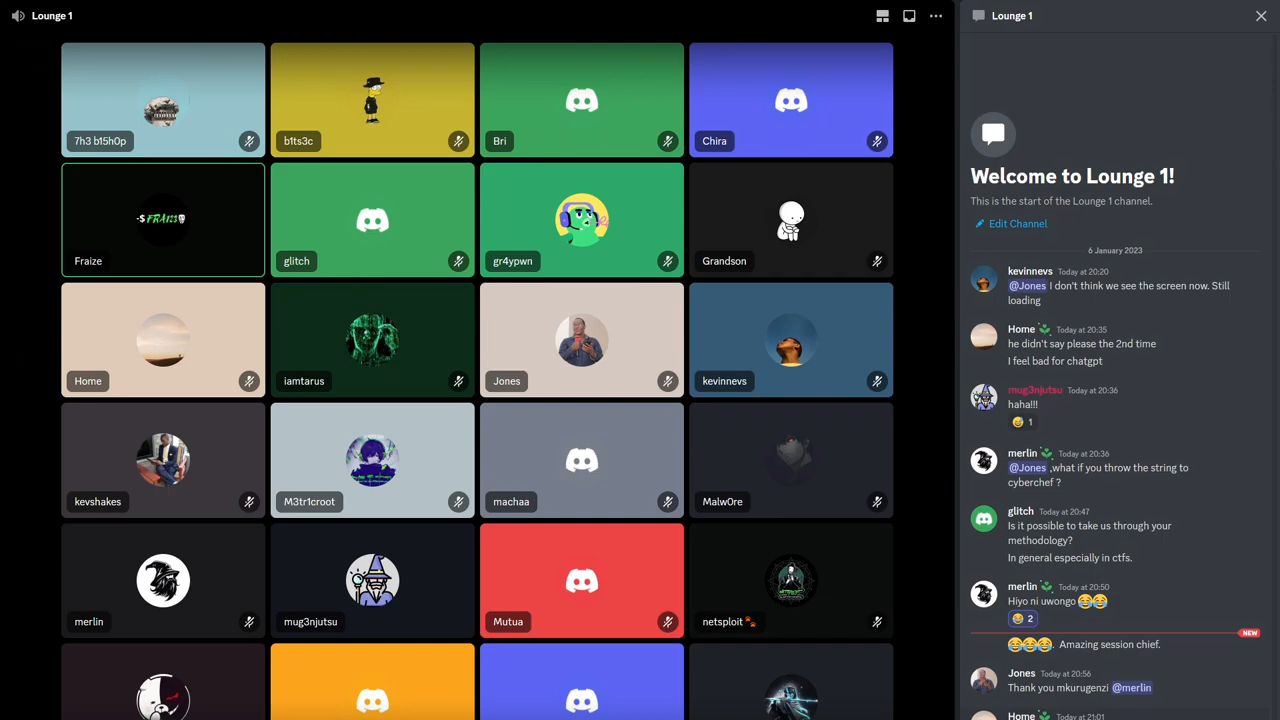 Lounge 1
7h3 b15h0p
b1ts3c
Bri
Chira
-$ FRAIZE
Fraize
glitch
gr4ypwn
Grandson
Home
iamtarus
Jones
kevinnevs
kevshakes
M3tr1croot
machaa
Malw0re
merlin
mug3njutsu
Mutua
netsploit
Lounge 1
Welcome to Lounge 1!
This is the start of the Lounge 1 channel.
Edit Channel
6 January 2023
kevinnevs Today at 20:20
@Jones I don't think we see the screen now. Still
loading
Home Today at 20:35
he didn't say please the 2nd time
I feel bad for chatgpt
mug3njutsu Today at 20:36
haha!!!
1
merlin Today at 20:36
@Jones ,what if you throw the string to
cyberchef ?
glitch Today at 20:47
Is it possible to take us through your
methodology?
In general especially in ctfs.
merlin Today at 20:50
Hiyo ni uwongo 😂😂
😂 2
NEW
😂😂😂. Amazing session chief.
Jones Today at 20:56
Thank you mkurugenzi @merlin
Home Today at 21:01